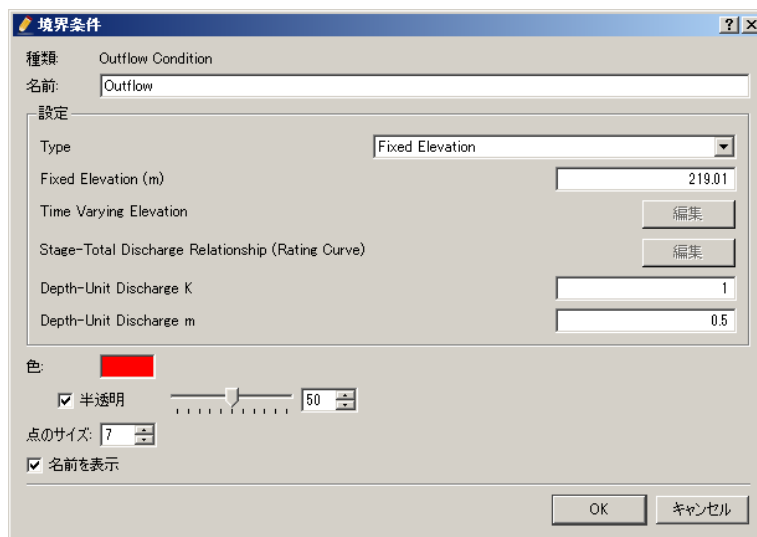 境界条件
種類: Outflow Condition
名前: Outflow
設定
Type Fixed Elevation
Fixed Elevation (m) 219.01
Time Varying Elevation 編集
Stage-Total Discharge Relationship (Rating Curve) 編集
Depth-Unit Discharge K 1
Depth-Unit Discharge m 0.5
色:
半透明 50
点のサイズ: 7
名前を表示
OK キャンセル